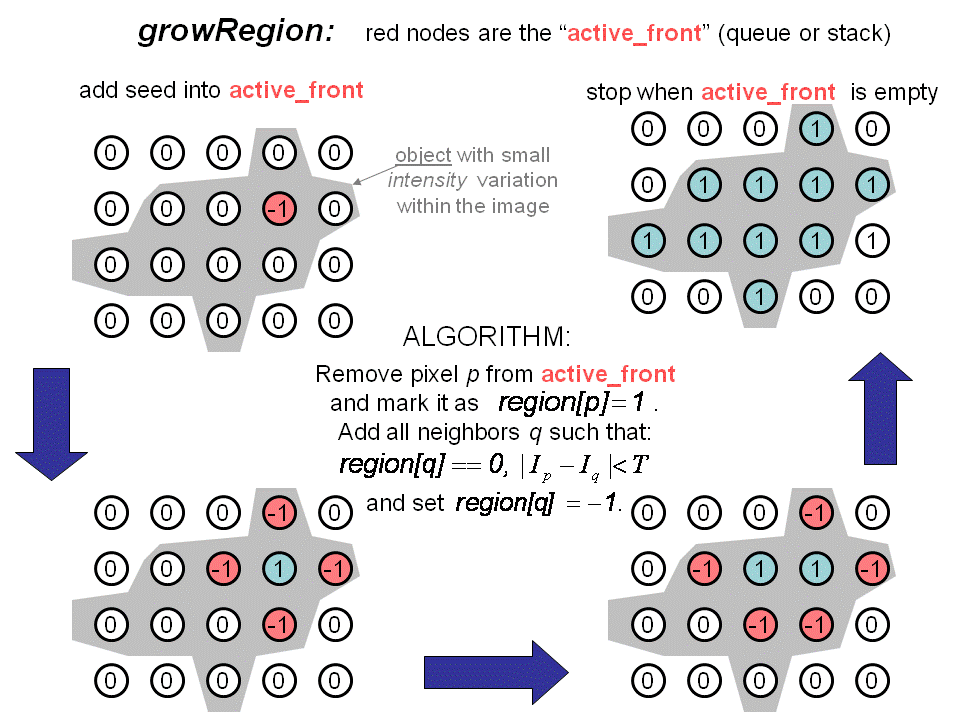 growRegion: red nodes are the “active_front” (queue or stack)
add seed into active_front
stop when active_front is empty
0 0 0 0 0
0 0 0 -1 0
0 0 0 0 0
0 0 0 0 0
object with small
intensity variation
within the image
0 0 0 1 0
0 1 1 1 1
1 1 1 1 1
0 0 1 0 0
ALGORITHM:
Remove pixel p from active_front
and mark it as region[p]=1 .
Add all neighbors q such that:
region[q] == 0, | I_p − I_q |< T
and set region[q] = −1.
0 0 0 -1 0
0 0 -1 1 -1
0 0 0 -1 0
0 0 0 0 0
0 0 0 -1 0
0 -1 1 1 -1
0 0 -1 -1 0
0 0 0 0 0